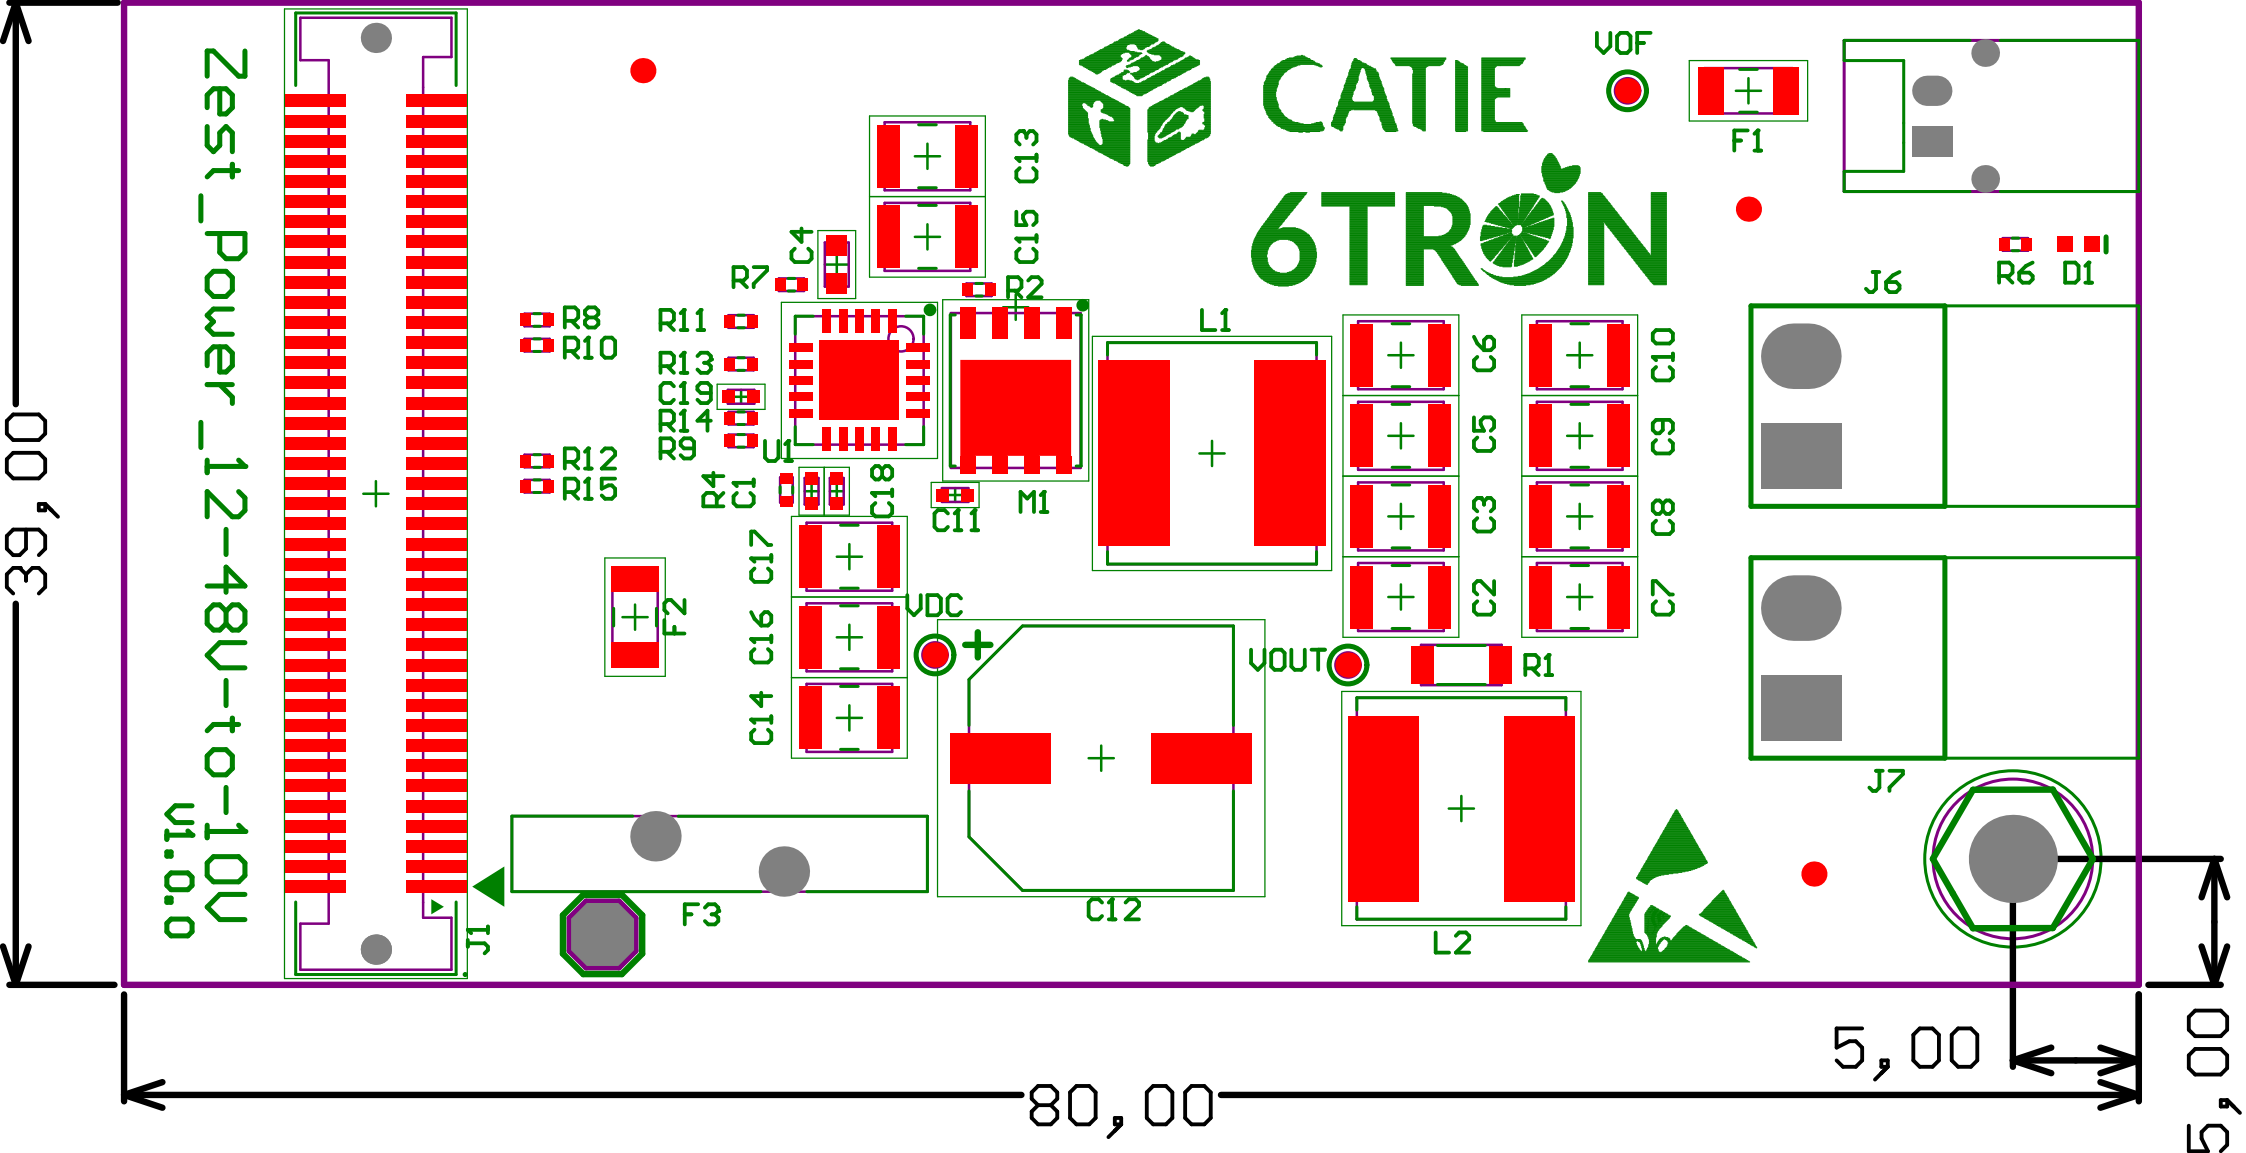 Zest_Power_12-48V-to-10V
V1.0.0
39,00
80,00
5,00
5,00
CATIE
6TRON
VOF
F1
C13
C15
C4
R7
R2
R8
R10
R11
R13
C19
R14
R9
U1
R12
R15
R4
C1
C18
C11
M1
L1
C6
C5
C3
C2
C10
C9
C8
C7
J6
R6
D1
C17
C16
C14
F2
VDC
+
VOUT
R1
J7
F3
J1
C12
L2